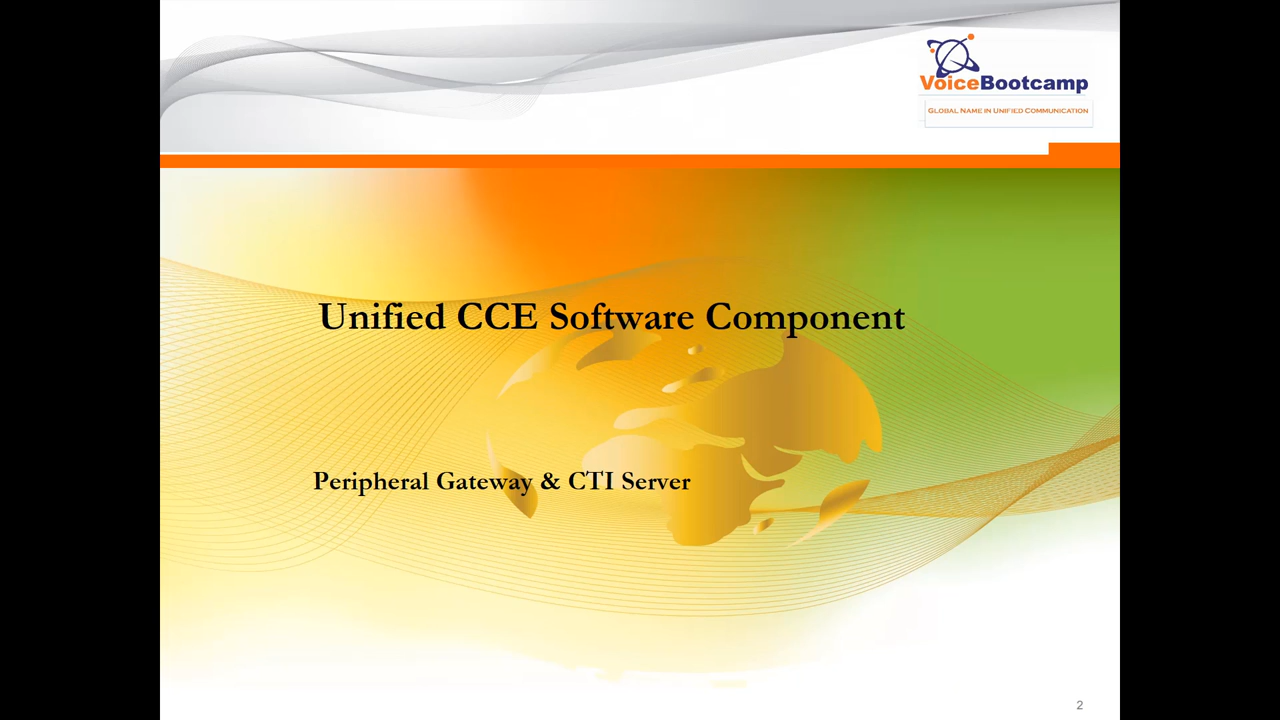 VoiceBootcamp
GLOBAL NAME IN UNIFIED COMMUNICATION
Unified CCE Software Component
Peripheral Gateway & CTI Server
2